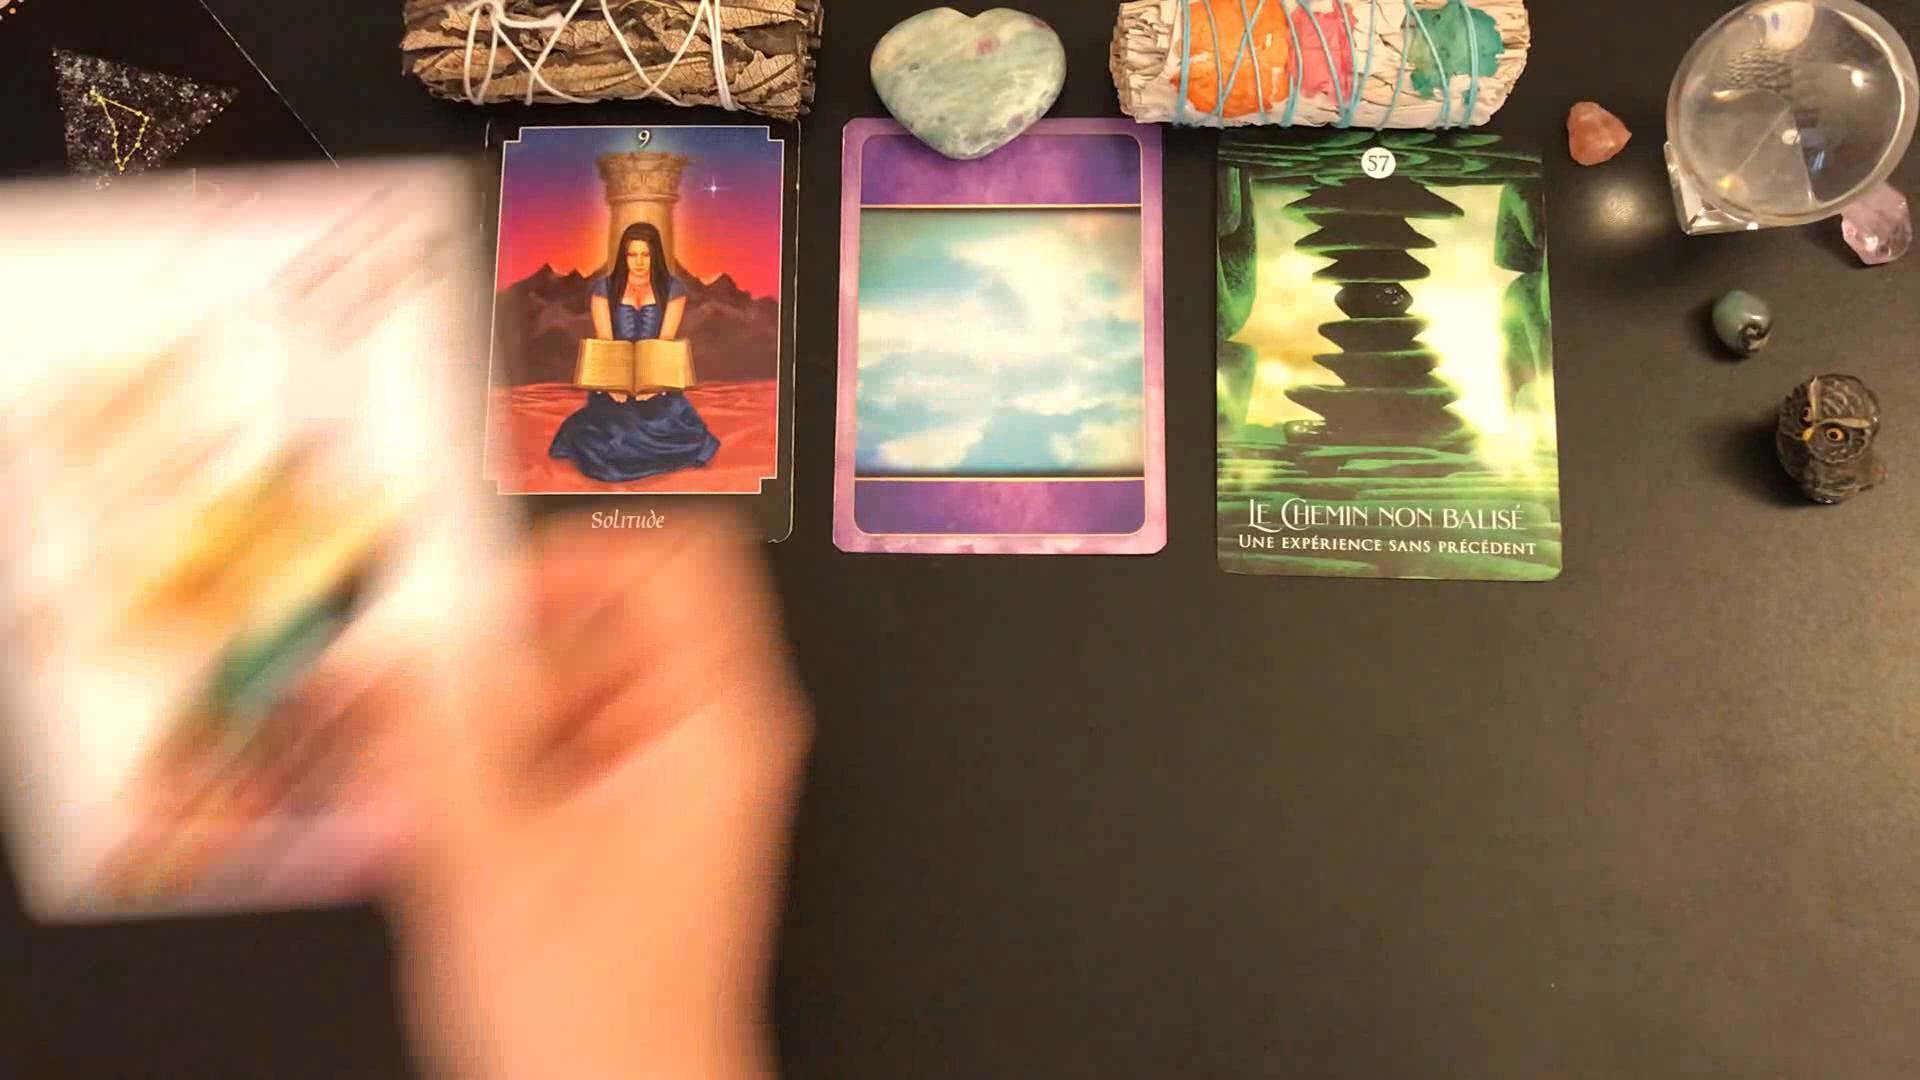 9
Solitude
57
Le Chemin non balisé
Une expérience sans précédent